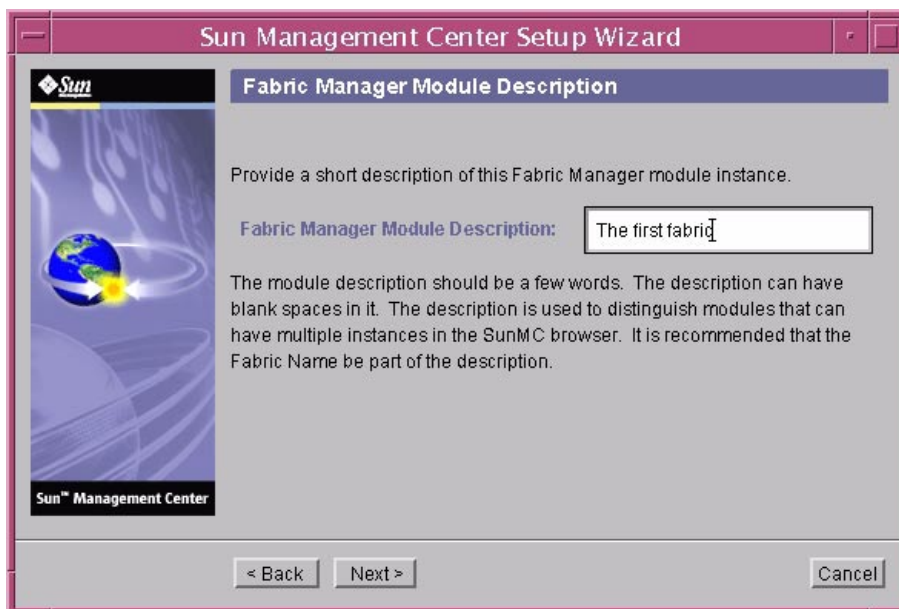 Sun Management Center Setup Wizard
Sun
Fabric Manager Module Description
Provide a short description of this Fabric Manager module instance.
Fabric Manager Module Description: The first fabric
The module description should be a few words. The description can have
blank spaces in it. The description is used to distinguish modules that can
have multiple instances in the SunMC browser. It is recommended that the
Fabric Name be part of the description.
Sun™ Management Center
< Back Next > Cancel